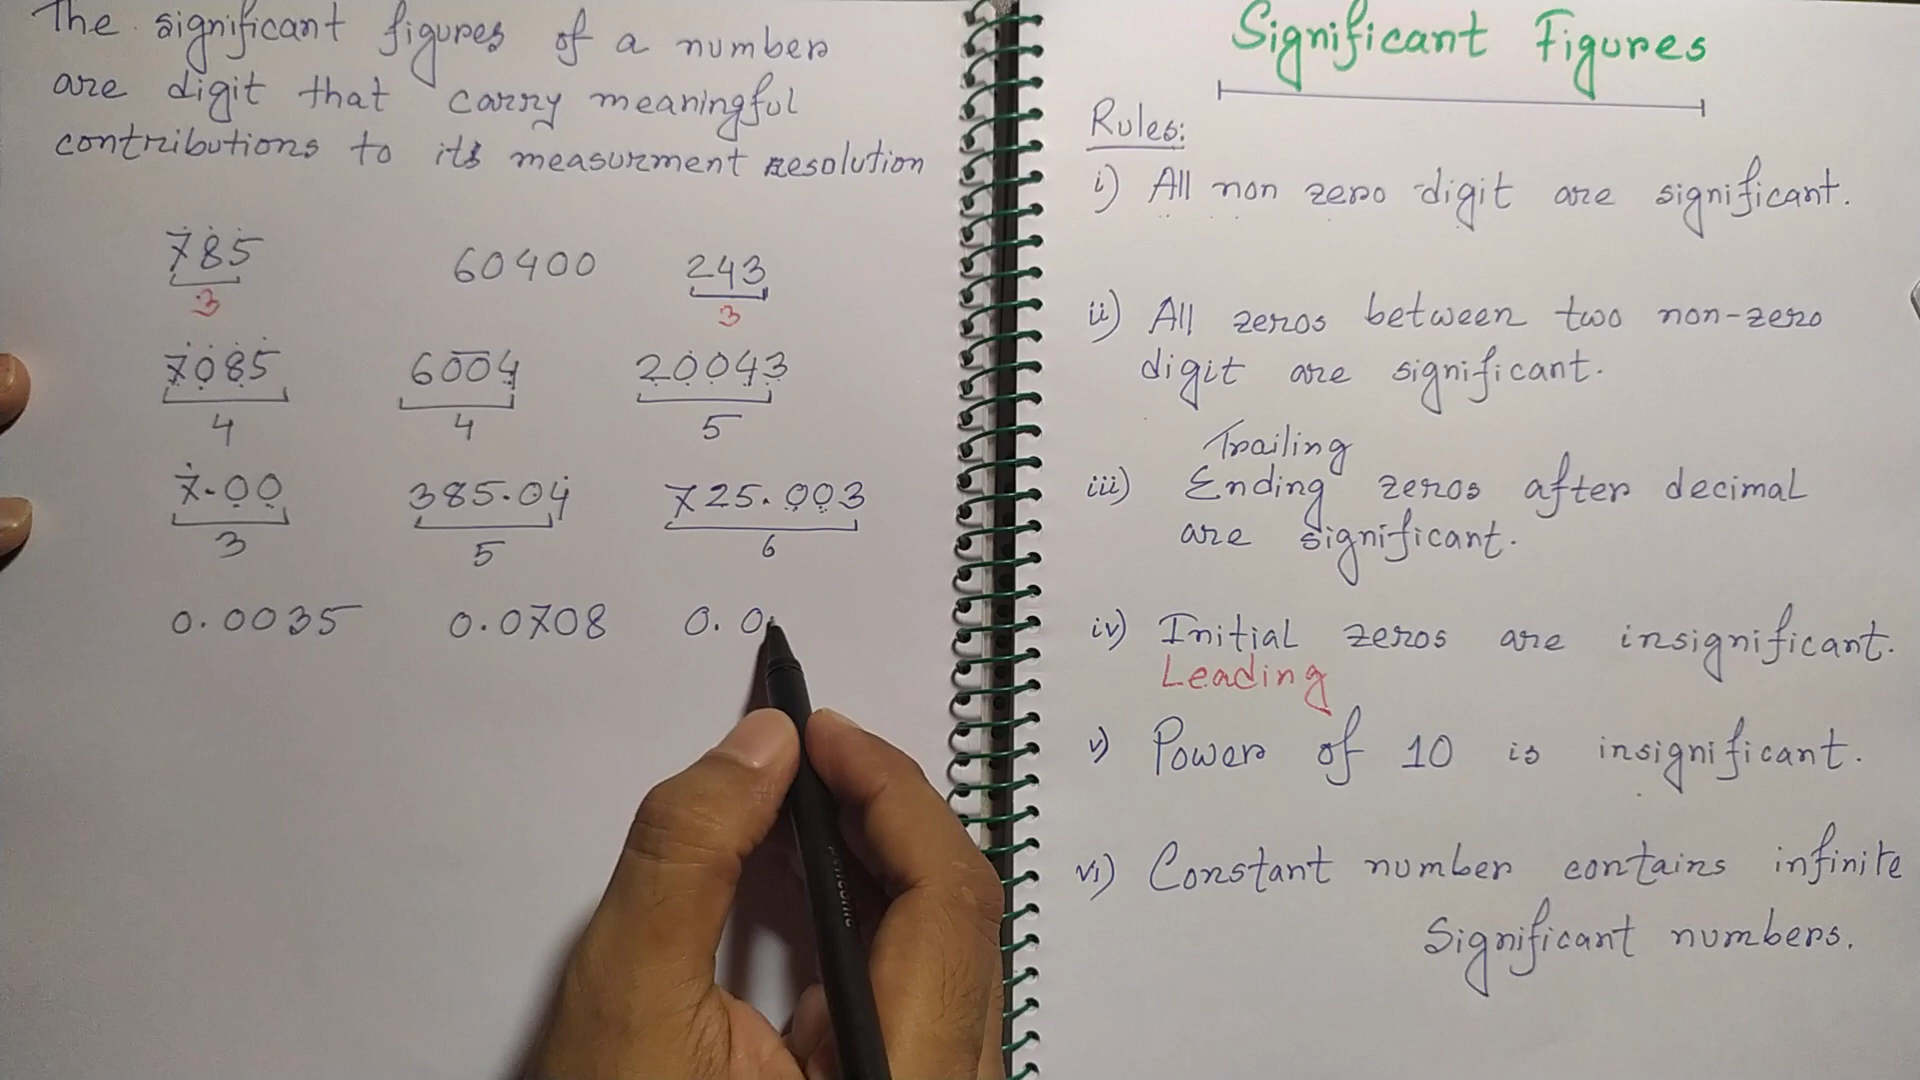 The significant figures of a number
are digit that carry meaningful
contributions to its measurment resolution
785 60400 243
3 3
7085 6004 20043
4 4 5
7.00 385.04 725.003
3 5 6
0.0035 0.0708 0.0
Significant Figures
Rules:
i) All non zero digit are significant.
ii) All zeros between two non-zero
digit are significant.
Trailing
iii) Ending zeros after decimal
are significant.
iv) Initial zeros are insignificant.
Leading
v) Power of 10 is insignificant.
vi) Constant number contains infinite
Significant numbers.